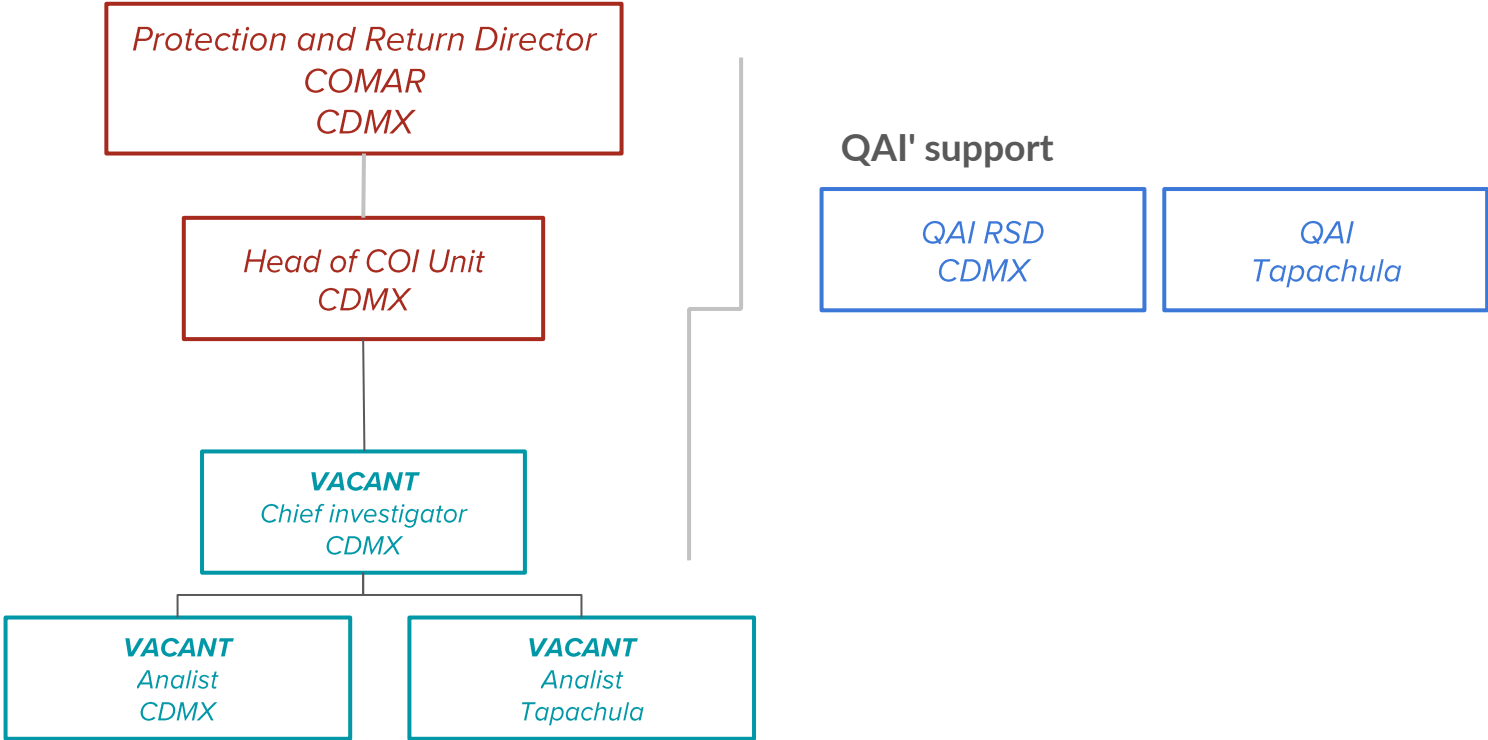 Protection and Return Director
COMAR
CDMX
Head of COI Unit
CDMX
VACANT
Chief investigator
CDMX
VACANT
Analist
CDMX
VACANT
Analist
Tapachula
QAI' support
QAI RSD
CDMX
QAI
Tapachula